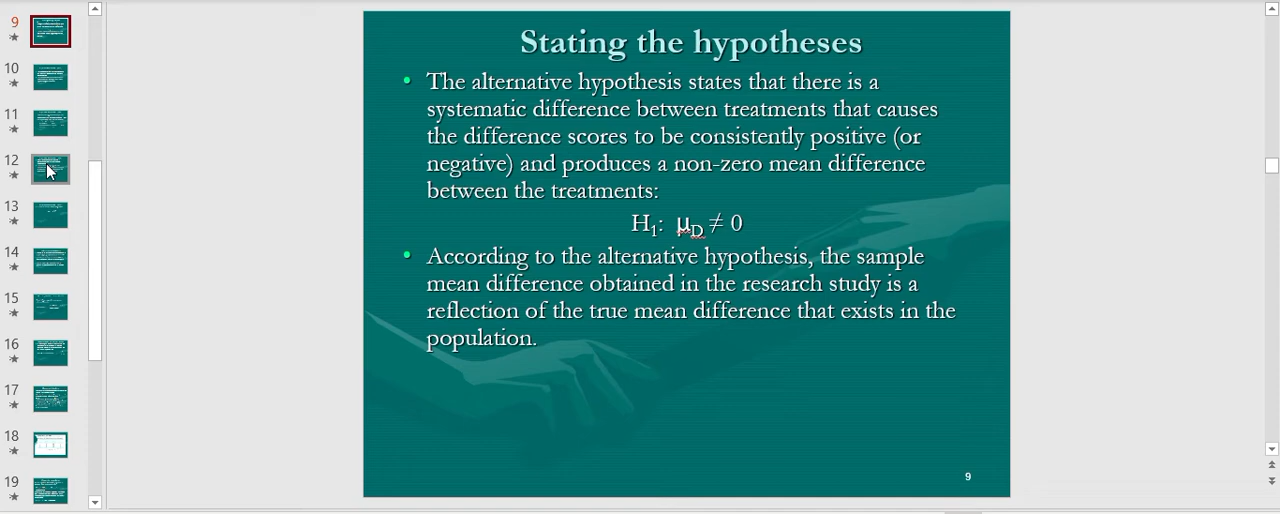 9
10
11
12
13
14
15
16
17
18
19
Stating the hypotheses
• The alternative hypothesis states that there is a
systematic difference between treatments that causes
the difference scores to be consistently positive (or
negative) and produces a non-zero mean difference
between the treatments:
H₁: µD ≠ 0
• According to the alternative hypothesis, the sample
mean difference obtained in the research study is a
reflection of the true mean difference that exists in the
population.
9